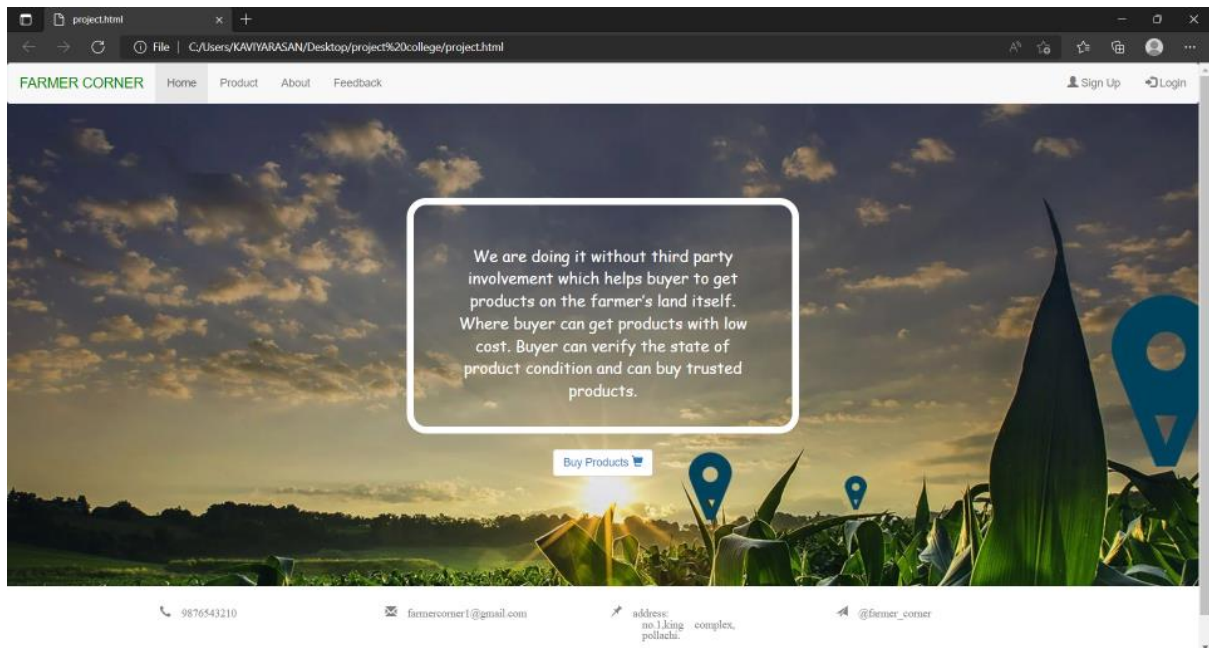 project.html
File | C:/Users/KAVIYARASAN/Desktop/project%20college/project.html
FARMER CORNER Home Product About Feedback Sign Up Login
We are doing it without third party
involvement which helps buyer to get
products on the farmer's land itself.
Where buyer can get products with low
cost. Buyer can verify the state of
product condition and can buy trusted
products.
Buy Products
9876543210
farmercorner1@gmail.com
address:
no.1,king complex,
pollachi.
@farmer_corner